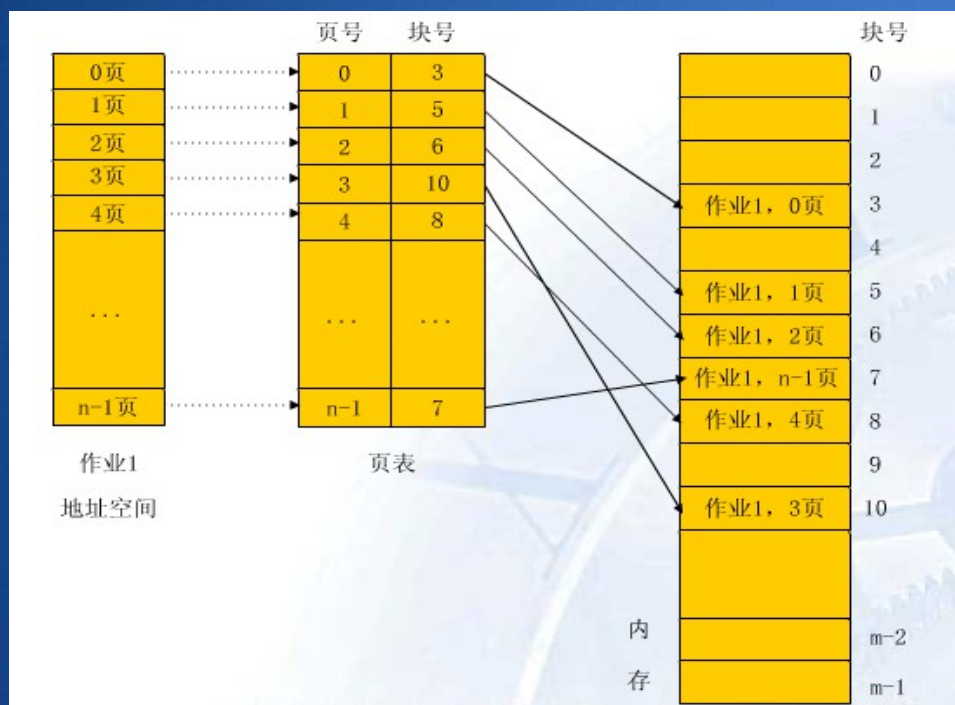 页号 块号 块号
0页 0 3 0
1页 1 5 1
2页 2 6 2
3页 3 10 作业1，0页 3
4页 4 8 4
作业1，1页 5
... ... ... 作业1，2页 6
作业1，n-1页 7
n-1页 n-1 7 作业1，4页 8
作业1 页表 9
地址空间 作业1，3页 10
内 m-2
存 m-1